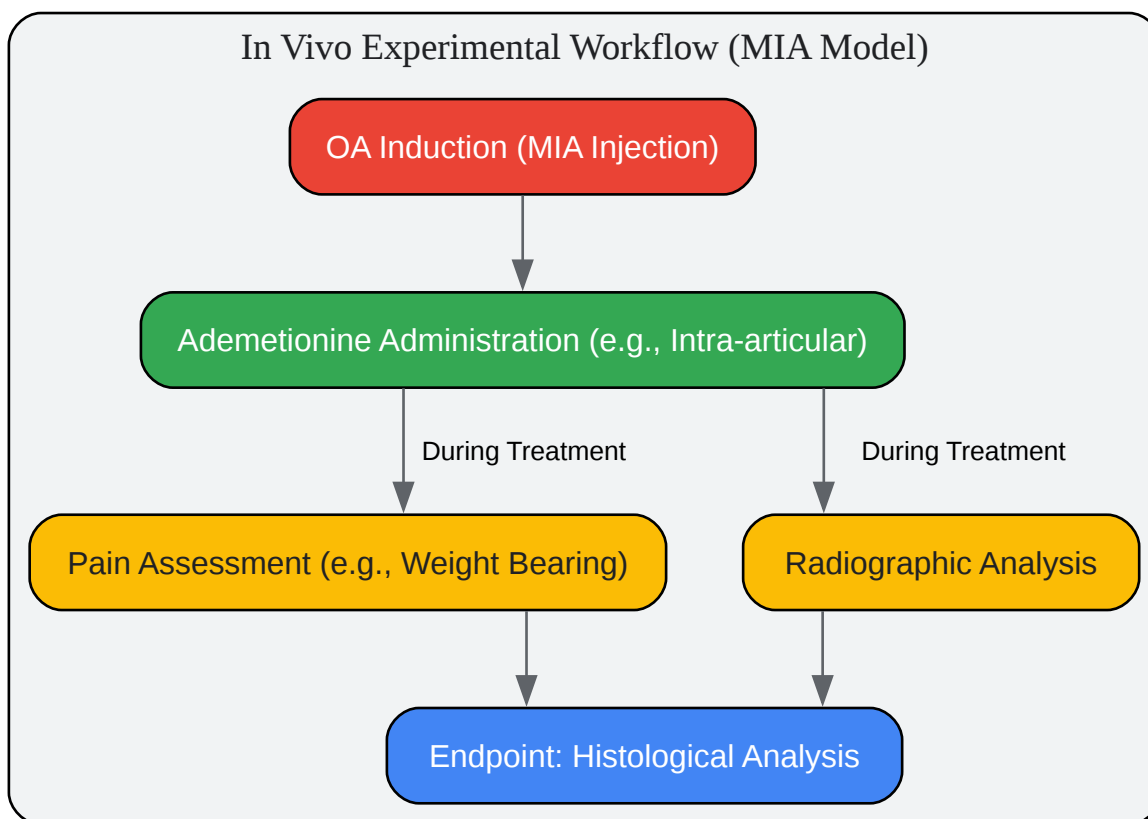 In Vivo Experimental Workflow (MIA Model)
OA Induction (MIA Injection)
Ademetionine Administration (e.g., Intra-articular)
During Treatment
During Treatment
Pain Assessment (e.g., Weight Bearing)
Radiographic Analysis
Endpoint: Histological Analysis